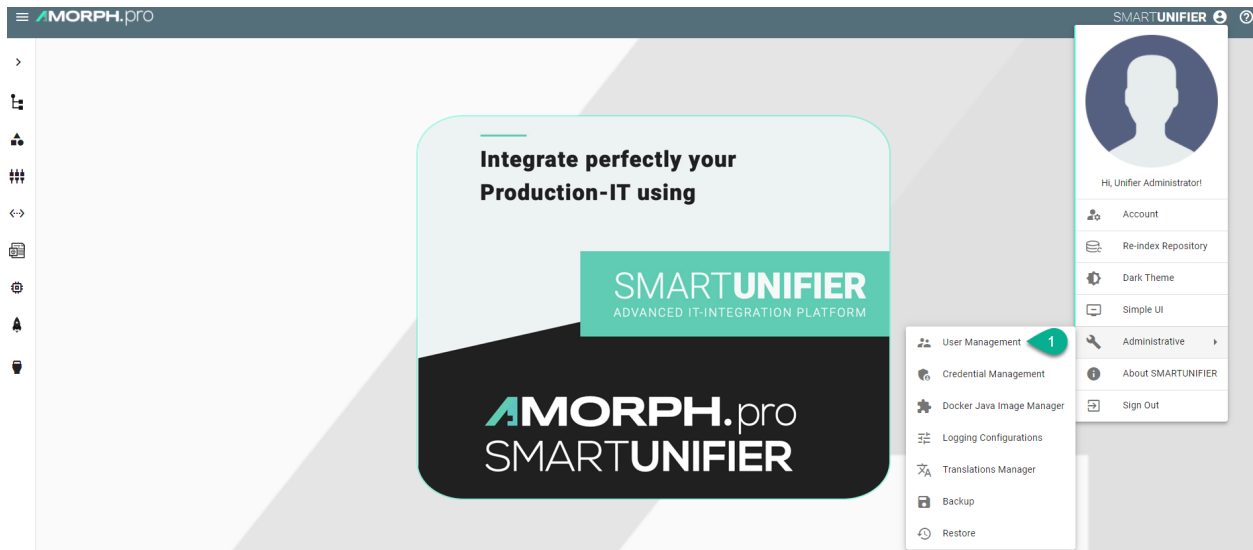 AMORPH.pro
SMARTUNIFIER
Hi, Unifier Administrator!
Account
Re-index Repository
Dark Theme
Simple UI
Administrative
About SMARTUNIFIER
Sign Out
User Management 1
Credential Management
Docker Java Image Manager
Logging Configurations
Translations Manager
Backup
Restore
Integrate perfectly your
Production-IT using
SMARTUNIFIER
ADVANCED IT-INTEGRATION PLATFORM
AMORPH.pro
SMARTUNIFIER